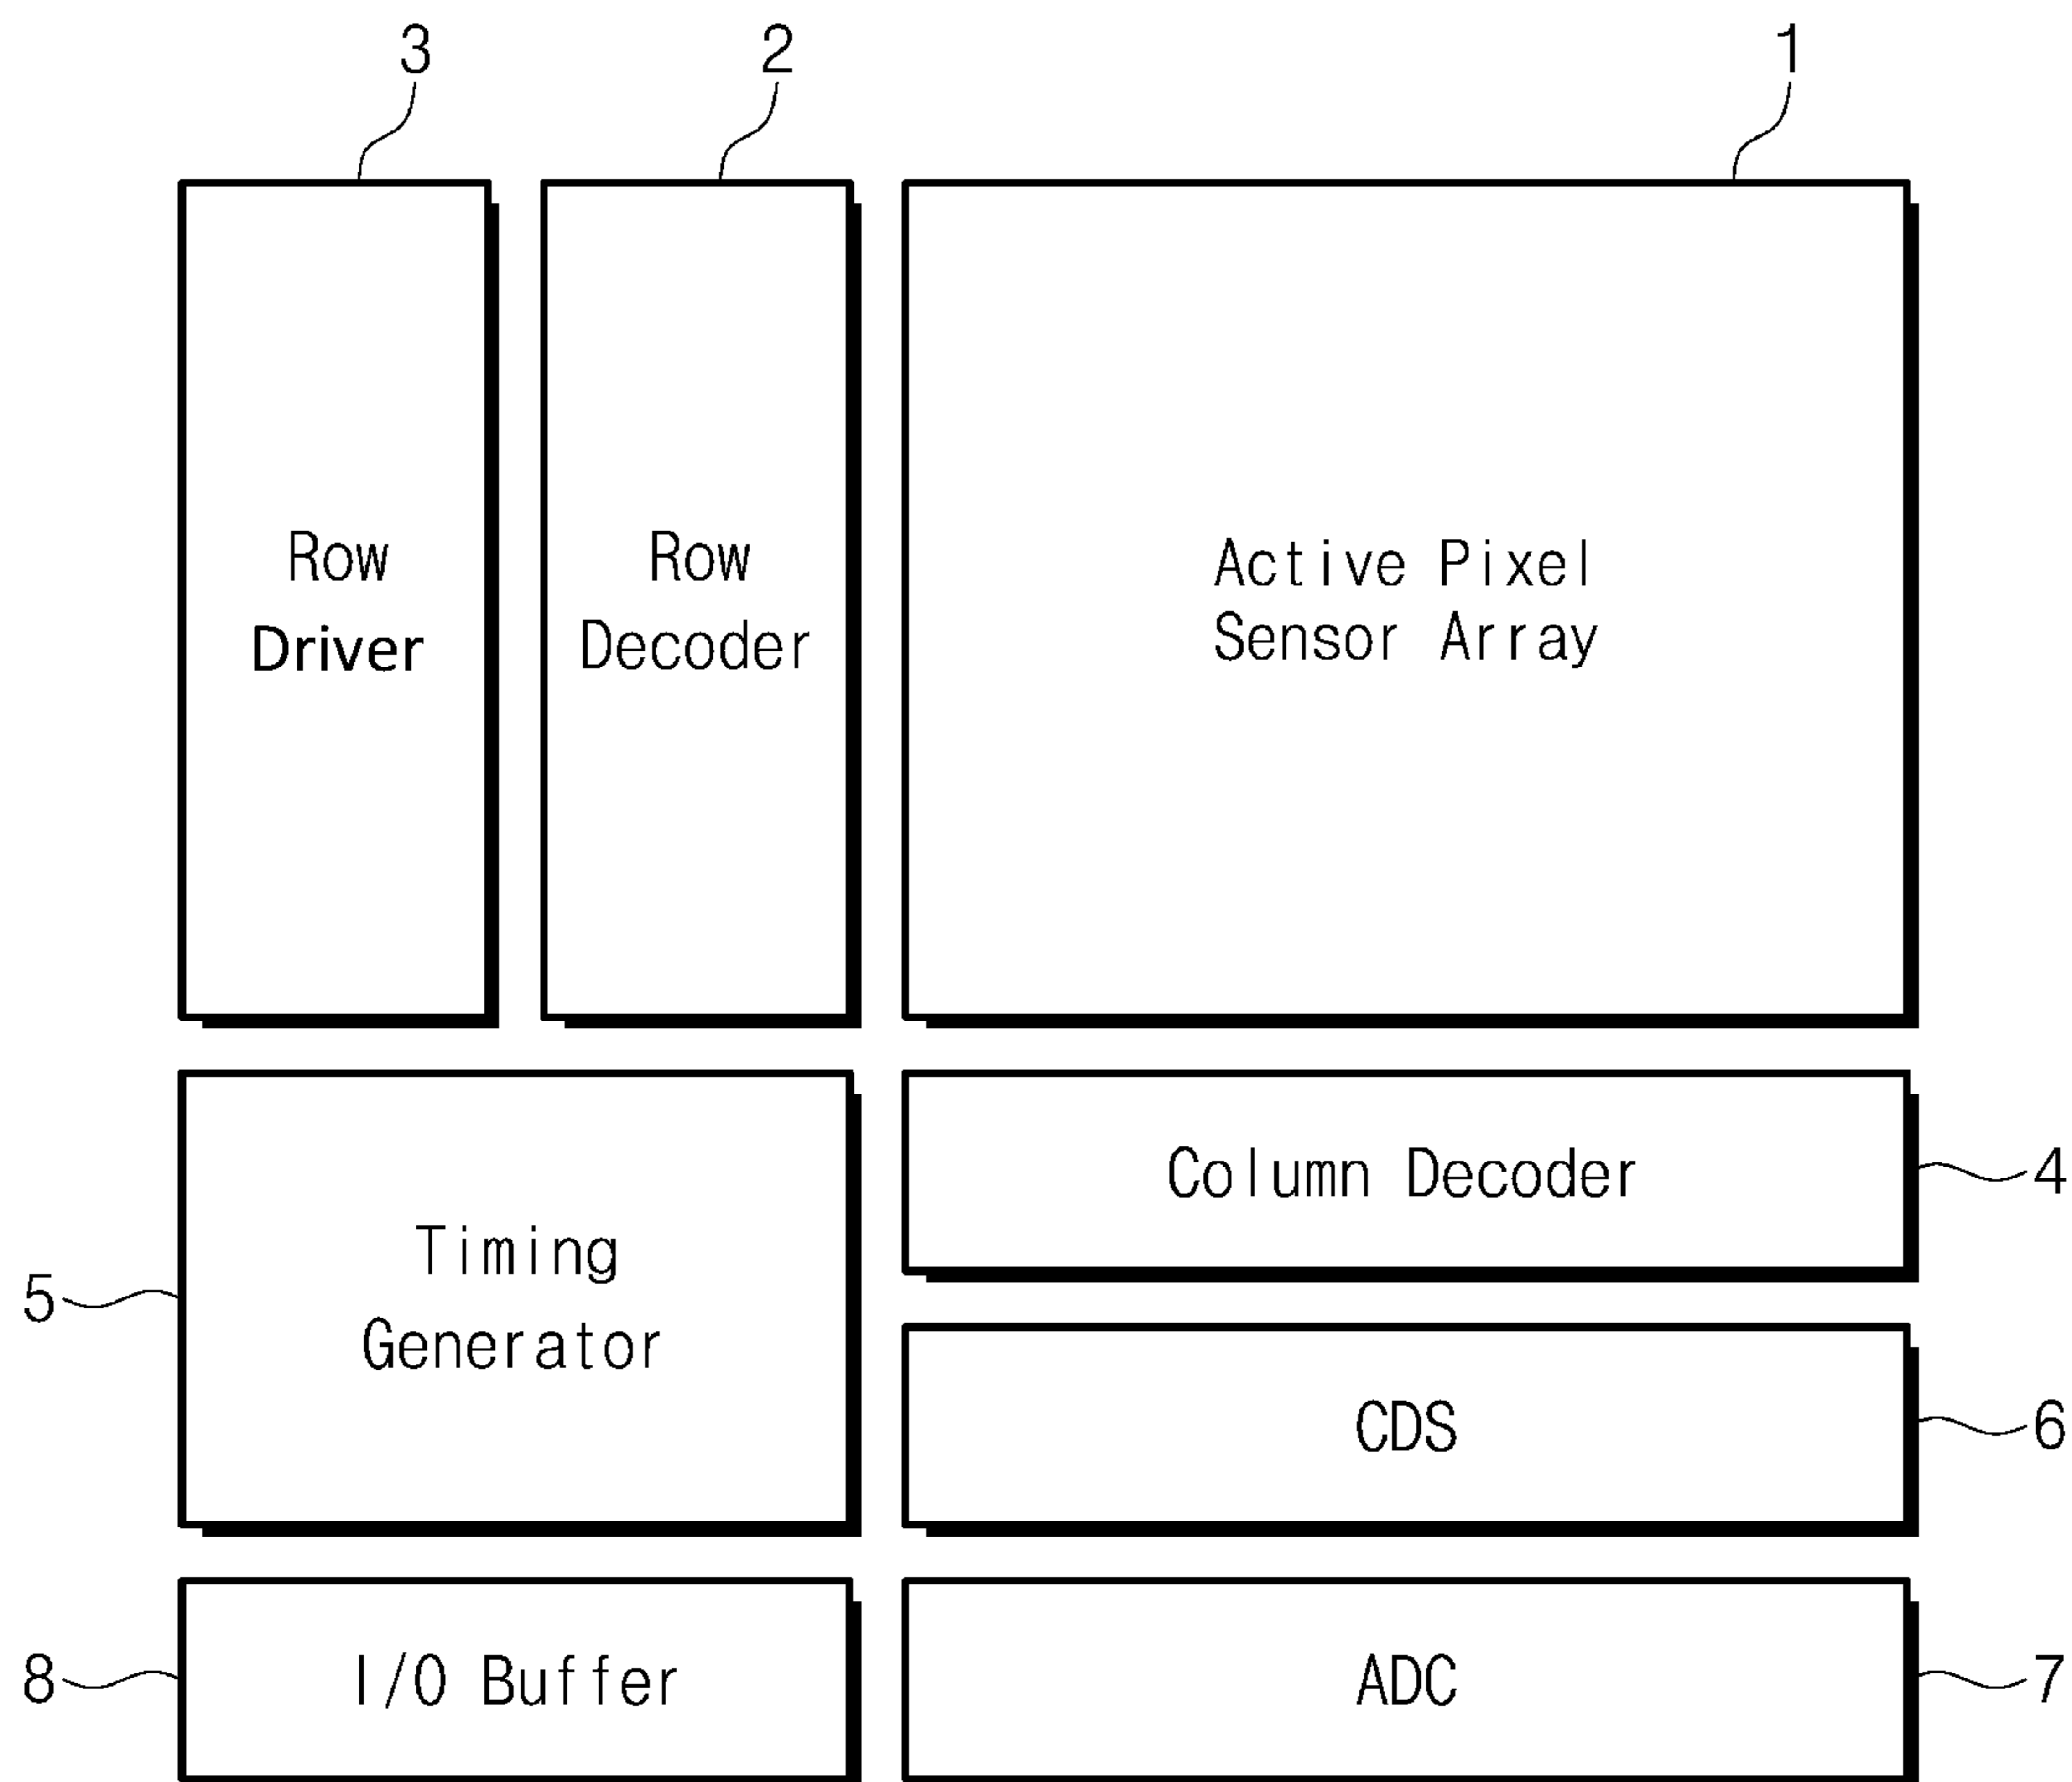 3
2
1
Row
Driver
Row
Decoder
Active Pixel
Sensor Array
Column Decoder
4
Timing
Generator
5
CDS
6
8
I/O Buffer
ADC
7